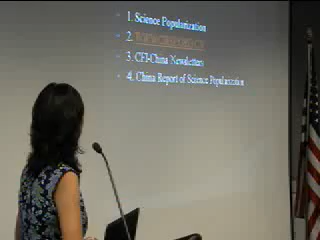 • 1. Science Popularization
• 2.
• 3. CFI-China Newsletters
• 4. China Report of Science Popularization